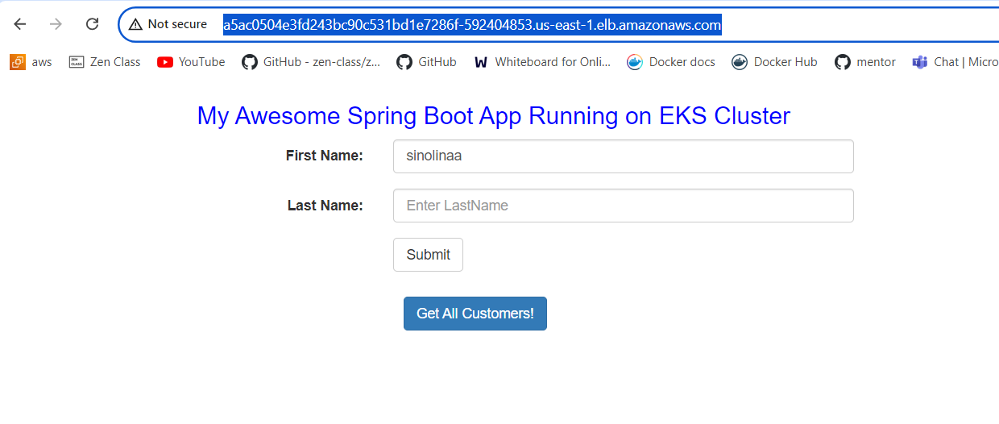 Not secure a5ac0504e3fd243bc90c531bd1e7286f-592404853.us-east-1.elb.amazonaws.com
aws Zen Class YouTube GitHub - zen-class/z... GitHub Whiteboard for Onli... Docker docs Docker Hub mentor Chat | Micro
My Awesome Spring Boot App Running on EKS Cluster
First Name: sinolinaa
Last Name: Enter LastName
Submit
Get All Customers!